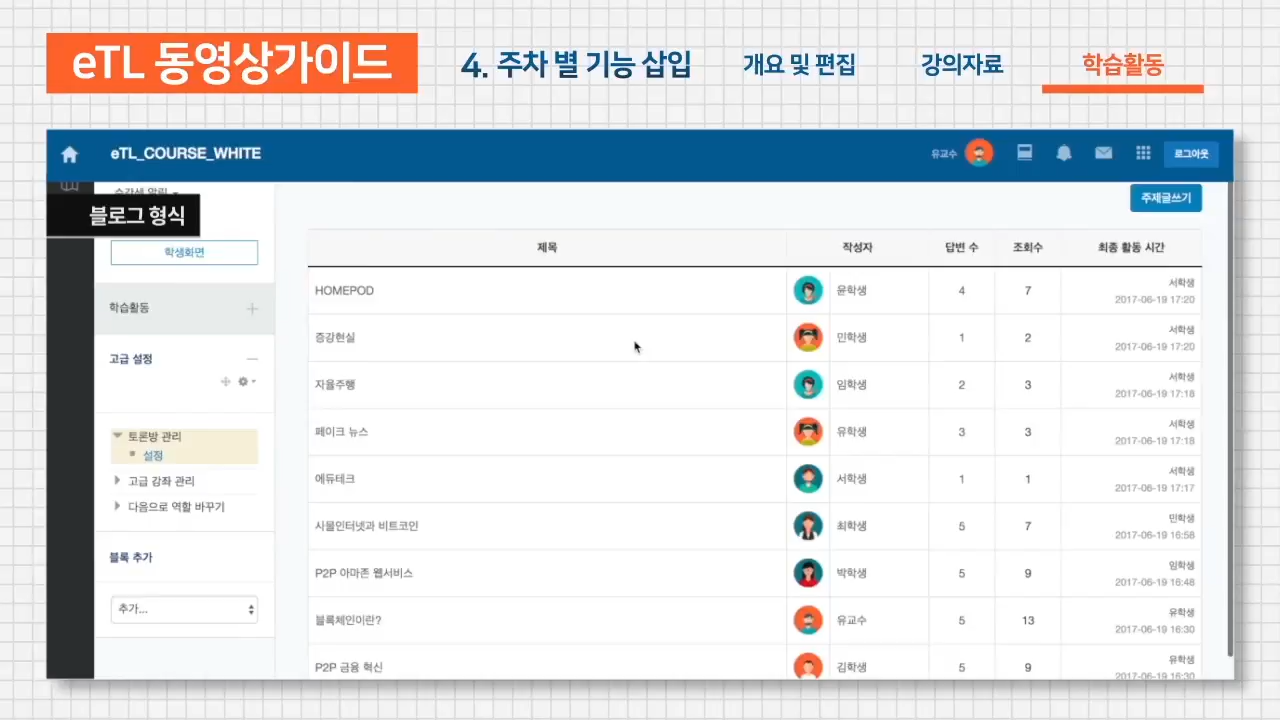 eTL 동영상가이드
4. 주차 별 기능 삽입
개요 및 편집
강의자료
학습활동
eTL_COURSE_WHITE
유교수
로그아웃
블로그 형식
학생화면
학습활동
고급 설정
토론방 관리
설정
고급 강좌 관리
다음으로 역할 바꾸기
블록 추가
추가...
주제글쓰기
제목 작성자 답변 수 조회수 최종 활동 시간
HOMEPOD 윤학생 4 7 서학생
2017-06-19 17:20
증강현실 민학생 1 2 서학생
2017-06-19 17:20
자율주행 임학생 2 3 서학생
2017-06-19 17:18
페이크 뉴스 유학생 3 3 서학생
2017-06-19 17:18
에듀테크 서학생 1 1 서학생
2017-06-19 17:17
사물인터넷과 비트코인 최학생 5 7 민학생
2017-06-19 16:58
P2P 아마존 웹서비스 박학생 5 9 임학생
2017-06-19 16:48
블록체인이란? 유교수 5 13 유학생
2017-06-19 16:30
P2P 금융 혁신 김학생 5 9 유학생
2017-06-19 16:30